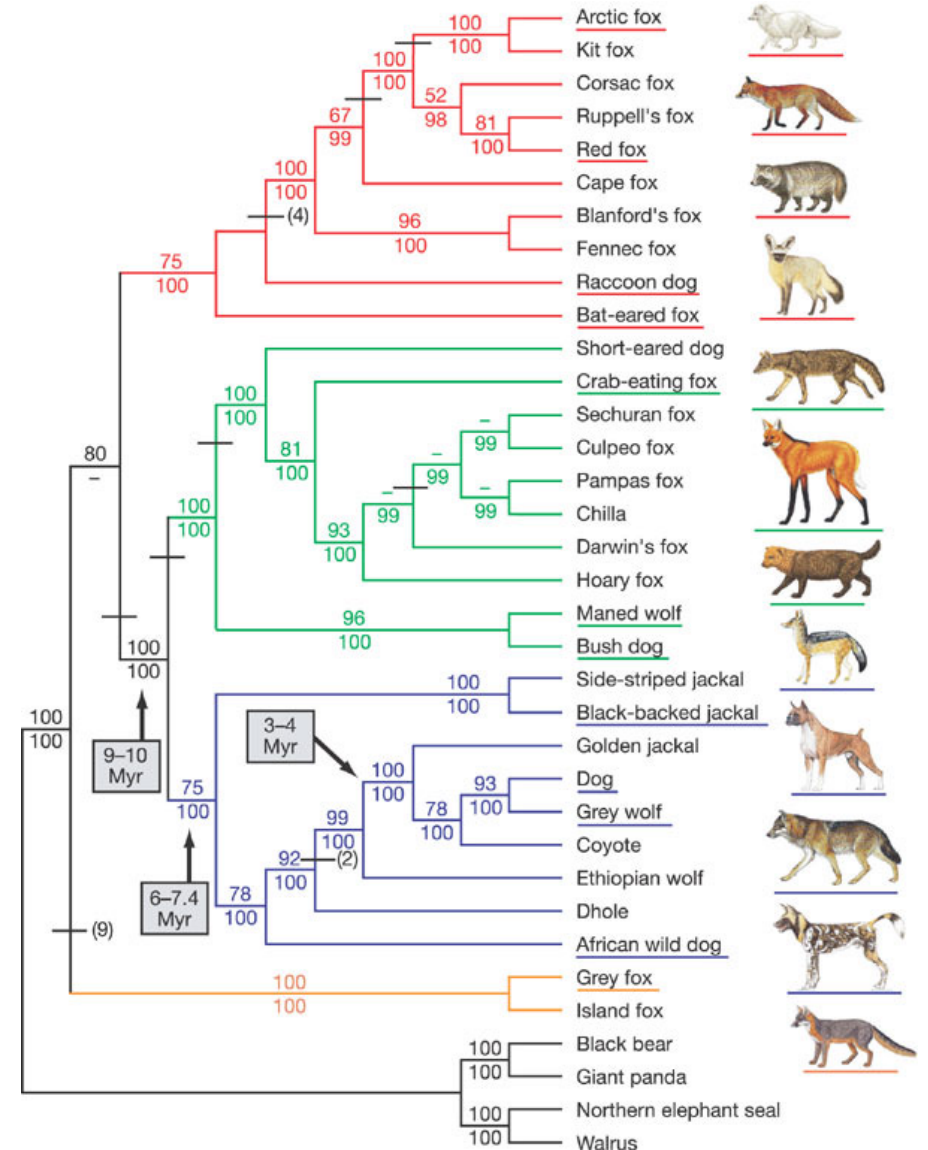 100
Arctic fox
100
Kit fox
100
100
Corsac fox
52
98
Ruppell's fox
67
99
81
100
Red fox
100
100
Cape fox
(4)
96
100
Blanford's fox
Fennec fox
75
100
Raccoon dog
Bat-eared fox
Short-eared dog
100
100
Crab-eating fox
Sechuran fox
–
99
Culpeo fox
81
100
–
99
Pampas fox
–
99
Chilla
–
99
80
–
100
100
93
100
Darwin's fox
Hoary fox
96
100
Maned wolf
Bush dog
100
100
100
100
Side-striped jackal
Black-backed jackal
100
100
3–4
Myr
Golden jackal
9–10
Myr
100
100
Dog
93
100
Grey wolf
75
100
78
100
Coyote
99
100
(2)
92
100
Ethiopian wolf
6–7.4
Myr
78
100
Dhole
(9)
African wild dog
100
100
Grey fox
Island fox
Black bear
100
100
Giant panda
Northern elephant seal
100
100
Walrus